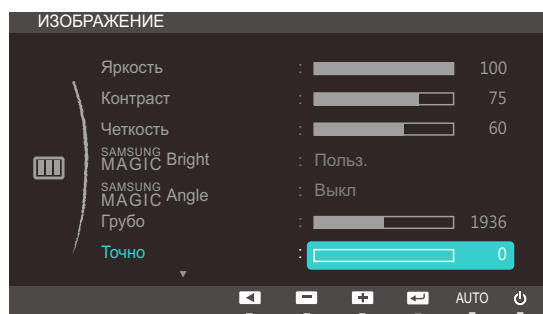 ИЗОБРАЖЕНИЕ
Яркость : 100
Контраст : 75
Четкость : 60
SAMSUNG MAGIC Bright : Польз.
SAMSUNG MAGIC Angle : Выкл
Грубо : 1936
Точно : 0
AUTO